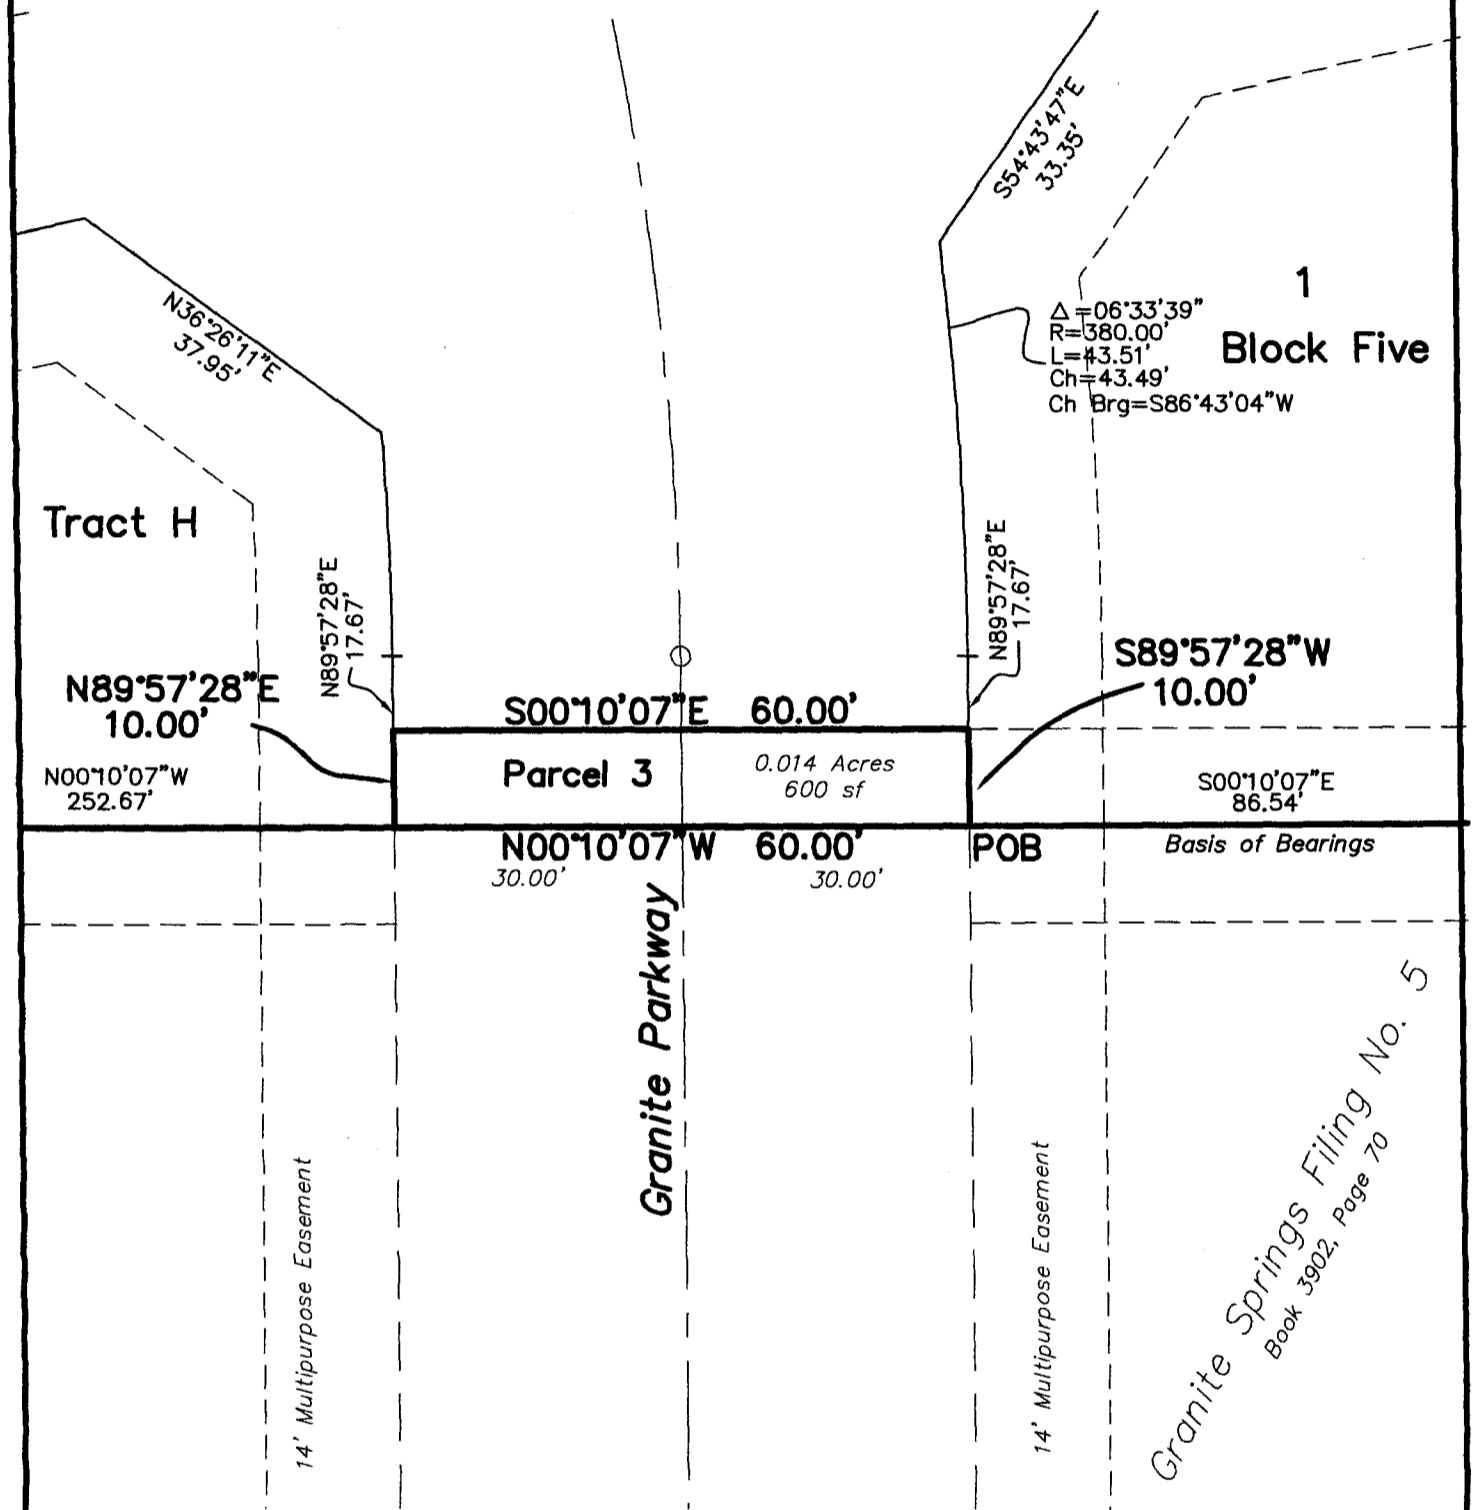 S54°43'47"E
33.35'
N36°26'11"E
37.95'
1
Block Five
Δ=06°33'39"
R=380.00'
L=43.51'
Ch=43.49'
Ch Brg=S86°43'04"W
Tract H
N89°57'28"E
17.67'
N89°57'28"E
17.67'
N89°57'28"E
10.00'
S89°57'28"W
10.00'
S00°10'07"E 60.00'
Parcel 3
0.014 Acres
600 sf
N00°10'07"W
252.67'
S00°10'07"E
86.54'
N00°10'07"W 60.00'
POB
Basis of Bearings
30.00'
30.00'
Granite Parkway
14' Multipurpose Easement
14' Multipurpose Easement
Granite Springs Filing No. 5
Book 3902, Page 70